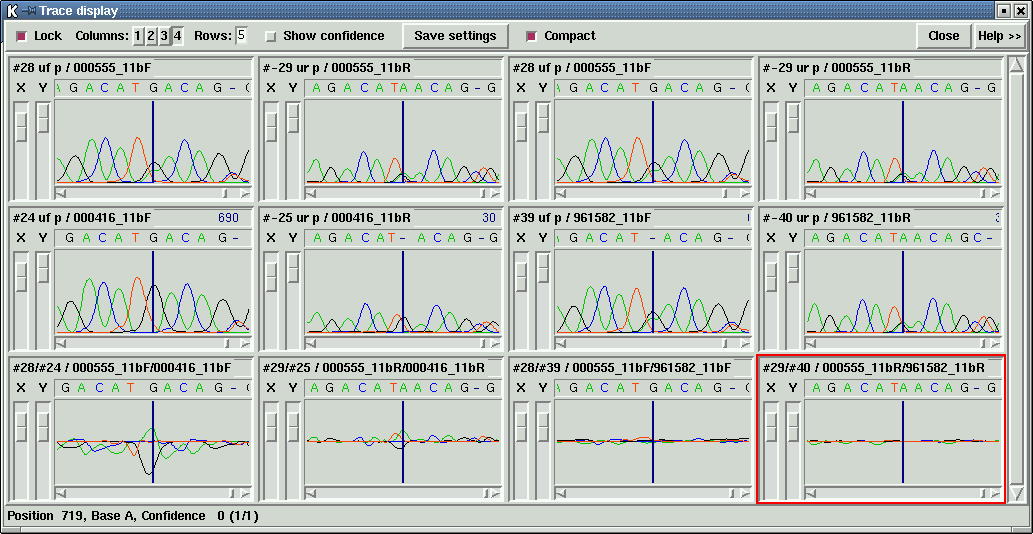 Trace display
Lock Columns: 1 2 3 4 Rows: 5 Show confidence Save settings Compact Close Help >>
#28 uf p / 000555_11bF #-29 ur p / 000555_11bR #28 uf p / 000555_11bF #-29 ur p / 000555_11bR
X Y A G A C A T G A C A G - X Y A G A C A T A A C A G - G X Y A G A C A T G A C A G - X Y A G A C A T A A C A G - G
#24 uf p / 000416_11bF 690 #-25 ur p / 000416_11bR 30 #39 uf p / 961582_11bF #-40 ur p / 961582_11bR 3
X Y G A C A T G A C A G - X Y A G A C A T - A C A G - G X Y A G A C A T - A C A G - X Y A G A C A T A A C A G C -
#28/#24 / 000555_11bF/000416_11bF #29/#25 / 000555_11bR/000416_11bR #28/#39 / 000555_11bF/961582_11bF #29/#40 / 000555_11bR/961582_11bR
X Y G A C A T G A C A G - X Y A G A C A T A A C A G - G X Y A G A C A T G A C A G - X Y A G A C A T A A C A G - G
Position 719, Base A, Confidence 0 (1/1)